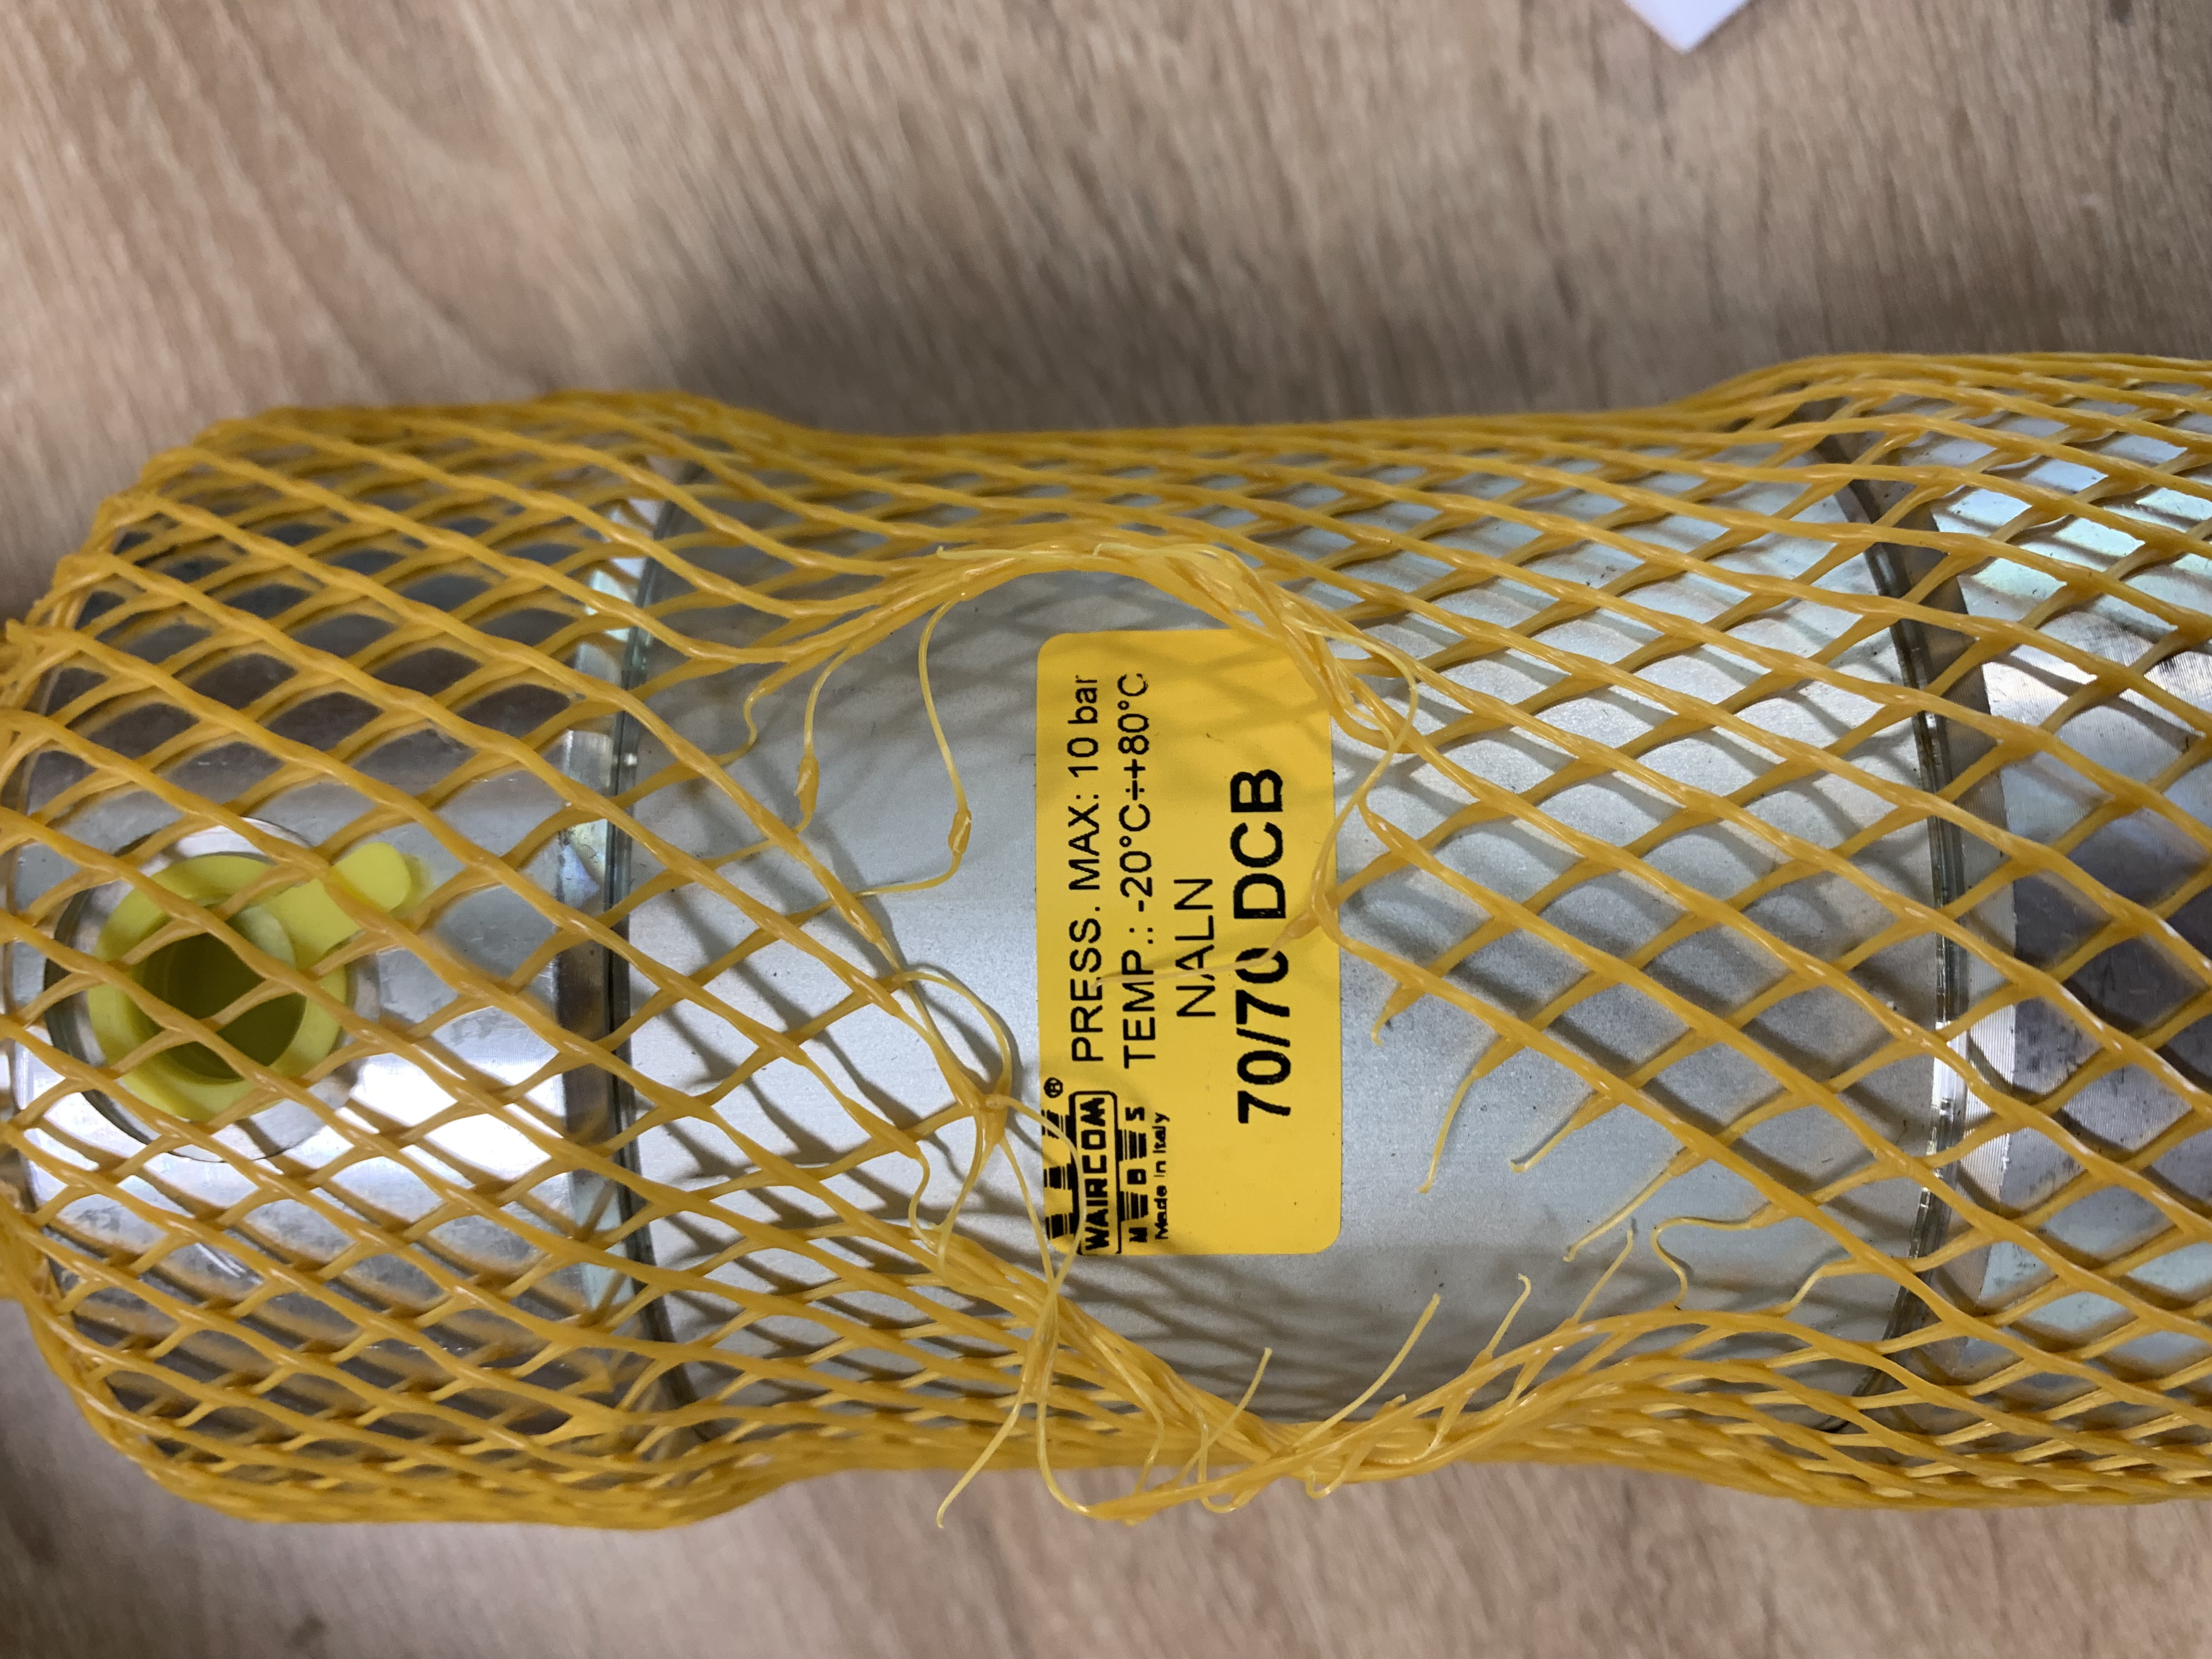 PRESS. MAX: 10 bar
TEMP.: -20°C÷+80°C
NALN
70/70 DCB
WAIRCOM
M B S
Made in Italy